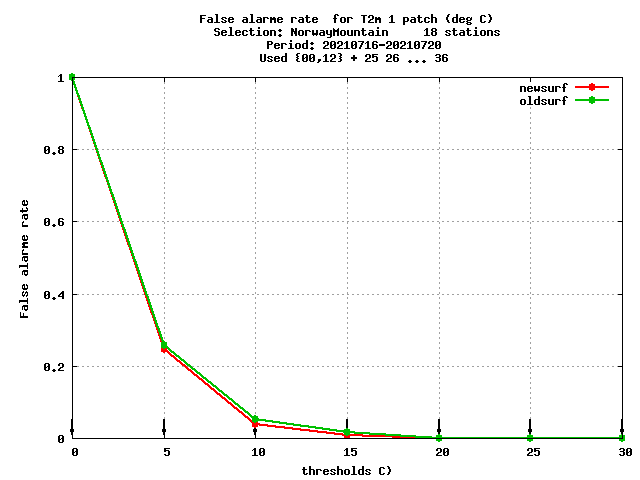 False alarme rate  for T2m 1 patch (deg C)
Selection: NorwayMountain     18 stations
Period: 20210716-20210720
Used {00,12} + 25 26 ... 36
newsurf
oldsurf
1
0.8
0.6
0.4
0.2
0
False alarme rate
0 5 10 15 20 25 30
thresholds C)